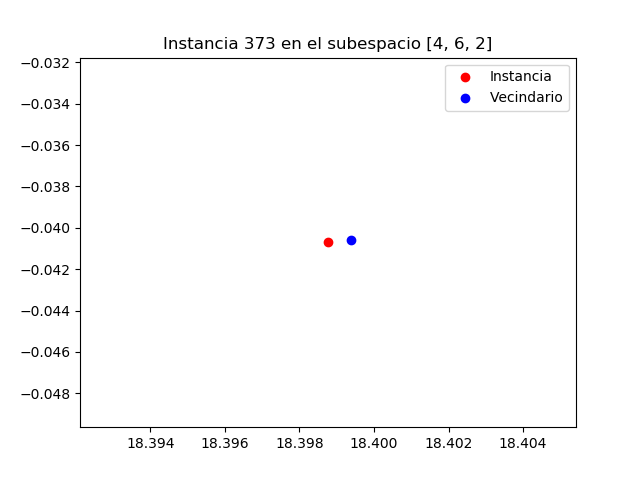 Instancia 373 en el subespacio [4, 6, 2]
Instancia
Vecindario
−0.032
−0.034
−0.036
−0.038
−0.040
−0.042
−0.044
−0.046
−0.048
18.394 18.396 18.398 18.400 18.402 18.404